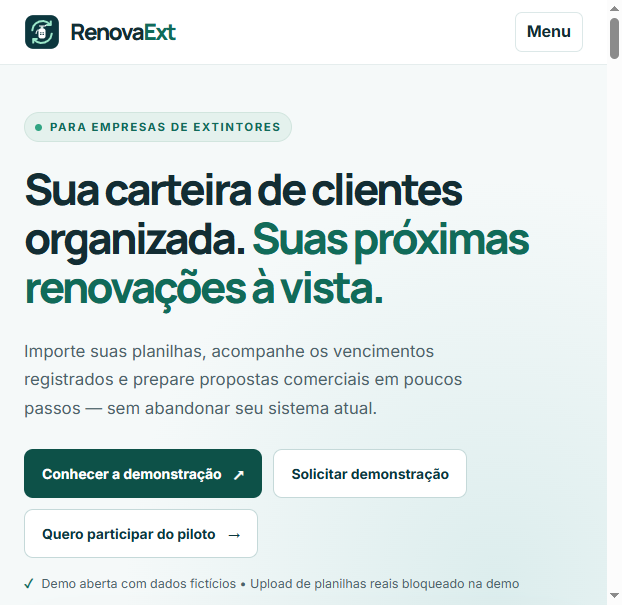 RenovaExt
Menu
PARA EMPRESAS DE EXTINTORES
Sua carteira de clientes
organizada. Suas próximas
renovações à vista.
Importe suas planilhas, acompanhe os vencimentos
registrados e prepare propostas comerciais em poucos
passos — sem abandonar seu sistema atual.
Conhecer a demonstração ↗
Solicitar demonstração
Quero participar do piloto →
✓ Demo aberta com dados fictícios • Upload de planilhas reais bloqueado na demo